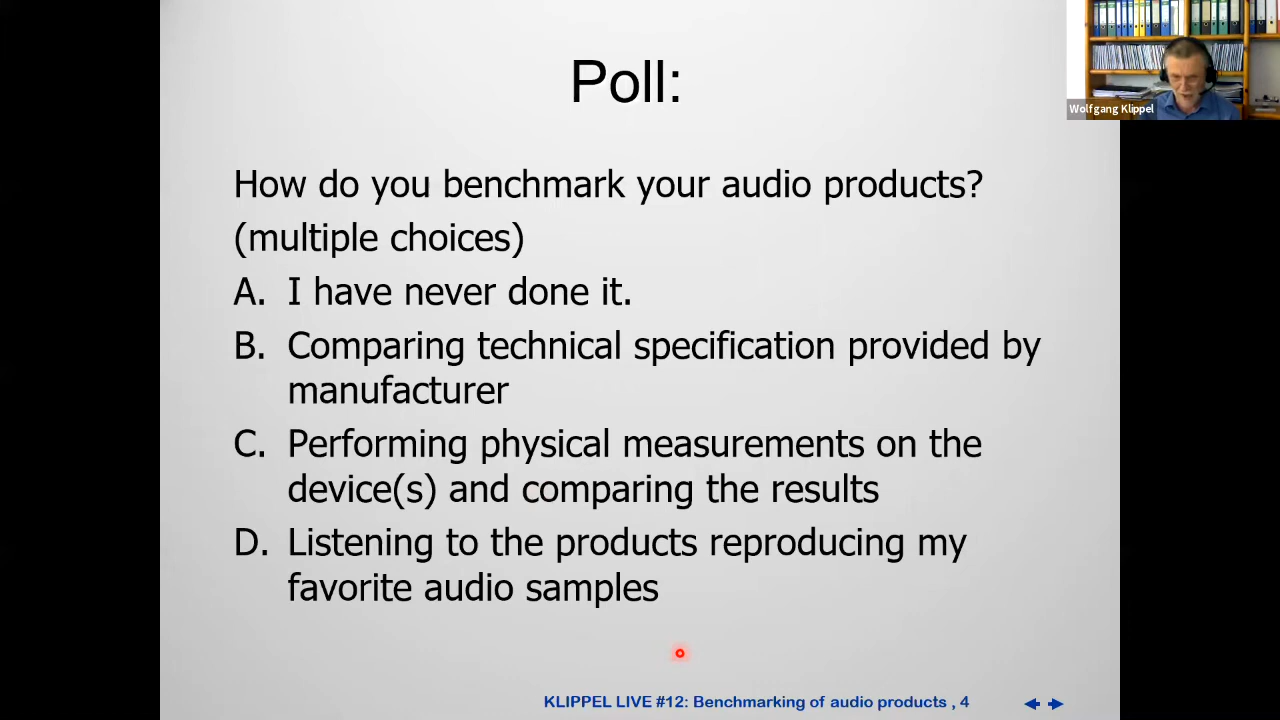 Poll:
Wolfgang Klippel
How do you benchmark your audio products?
(multiple choices)
A. I have never done it.
B. Comparing technical specification provided by
manufacturer
C. Performing physical measurements on the
device(s) and comparing the results
D. Listening to the products reproducing my
favorite audio samples
KLIPPEL LIVE #12: Benchmarking of audio products , 4